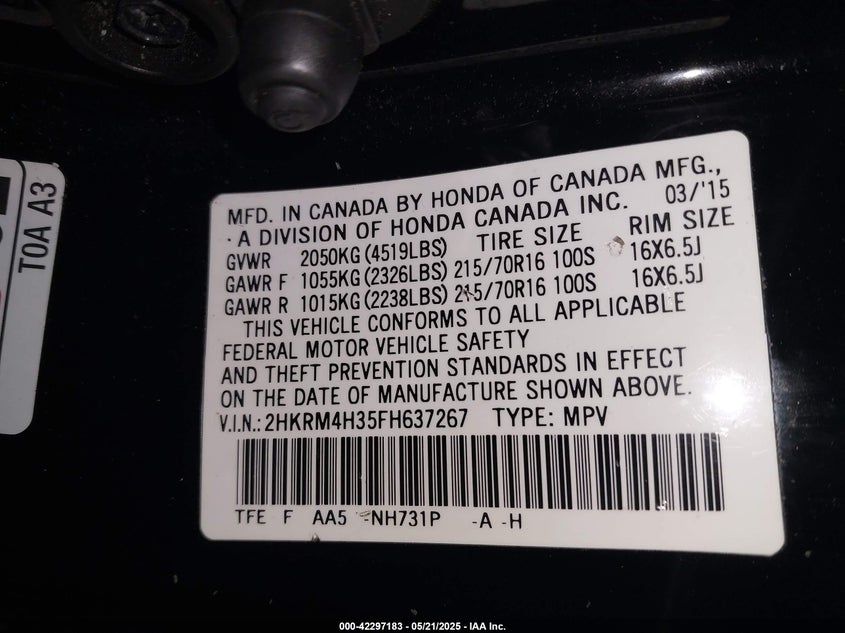 MFD. IN CANADA BY HONDA OF CANADA MFG.,
A DIVISION OF HONDA CANADA INC. 03/'15
GVWR 2050KG (4519LBS) TIRE SIZE RIM SIZE
GAWR F 1055KG (2326LBS) 215/70R16 100S 16X6.5J
GAWR R 1015KG (2238LBS) 215/70R16 100S 16X6.5J
THIS VEHICLE CONFORMS TO ALL APPLICABLE
FEDERAL MOTOR VEHICLE SAFETY
AND THEFT PREVENTION STANDARDS IN EFFECT
ON THE DATE OF MANUFACTURE SHOWN ABOVE.
V.I.N.: 2HKRM4H35FH637267 TYPE: MPV
TFE F AA5 -NH731P -A -H
TOA A3
000-42297183 - 05/21/2025 - IAA Inc.